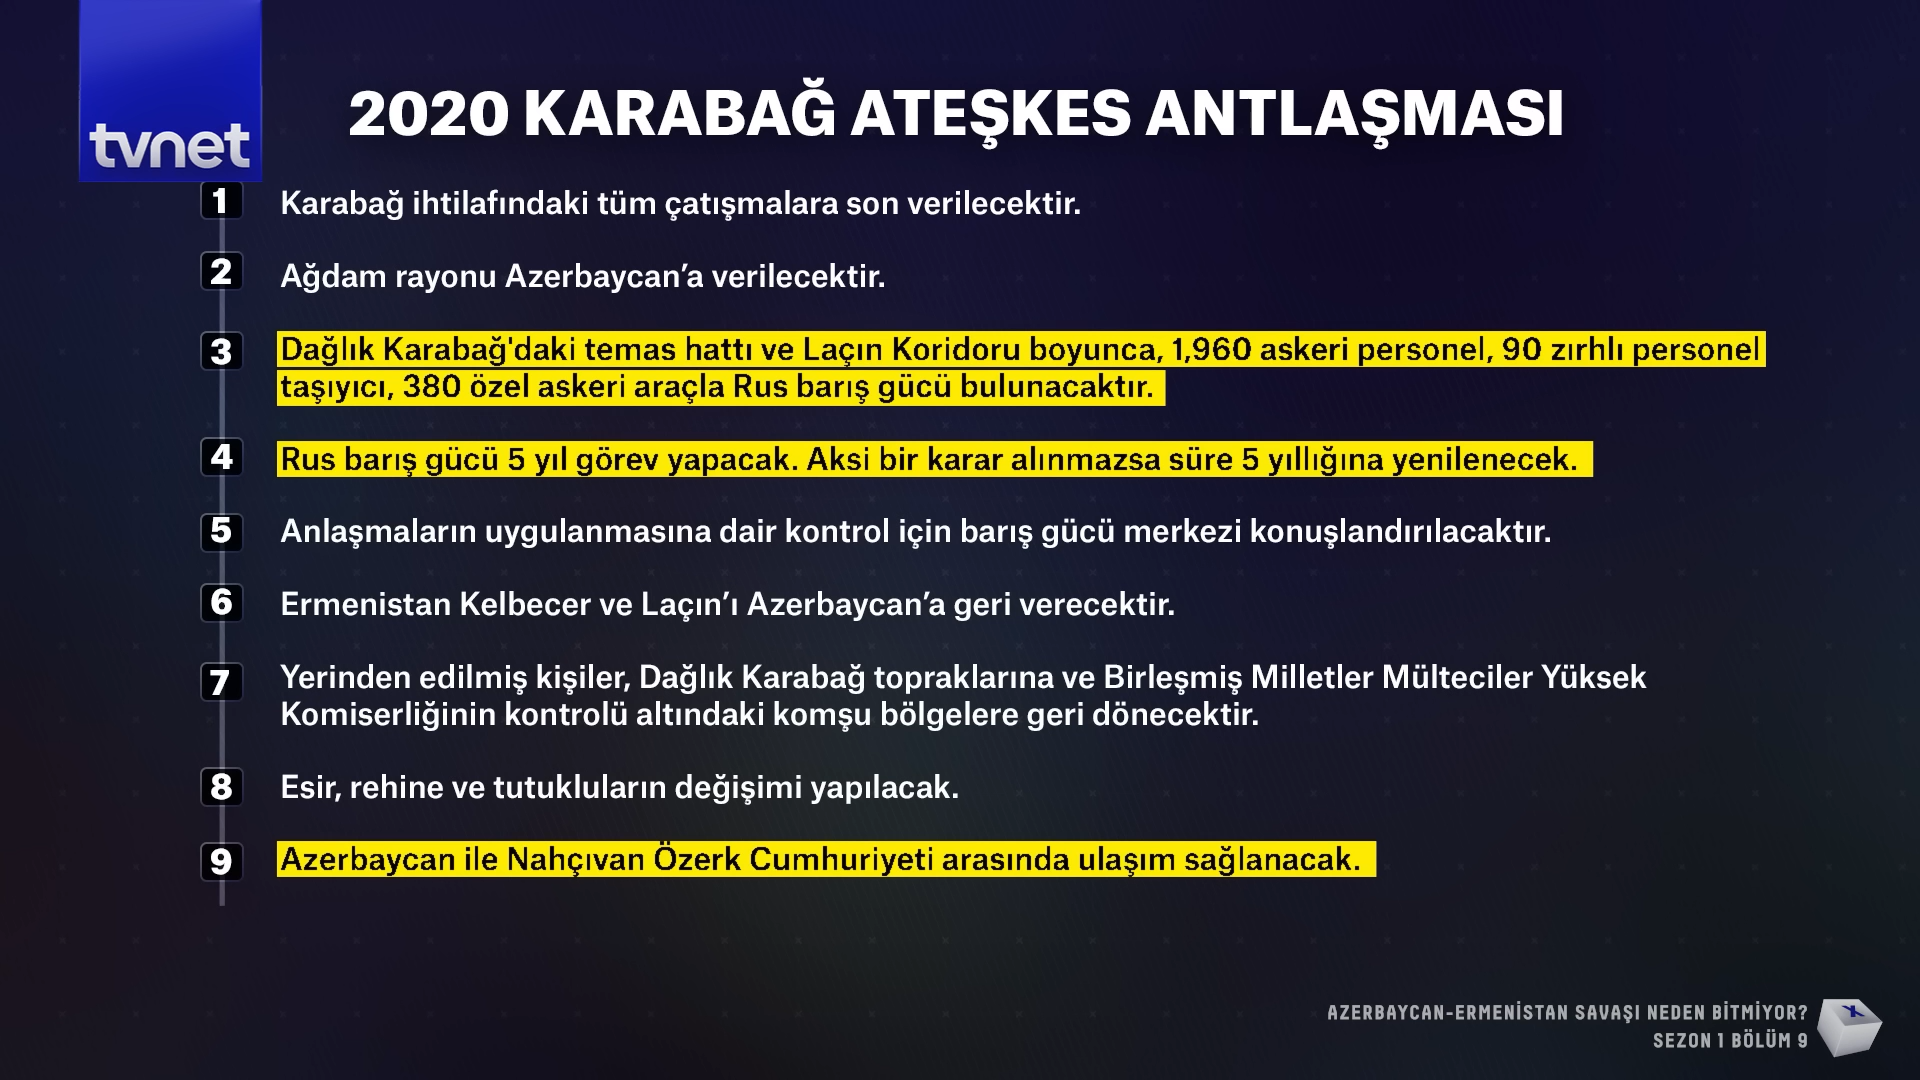 tvnet
2020 KARABAĞ ATEŞKES ANTLAŞMASI
1 Karabağ ihtilafındaki tüm çatışmalara son verilecektir.
2 Ağdam rayonu Azerbaycan’a verilecektir.
3 Dağlık Karabağ'daki temas hattı ve Laçın Koridoru boyunca, 1,960 askeri personel, 90 zırhlı personel
taşıyıcı, 380 özel askeri araçla Rus barış gücü bulunacaktır.
4 Rus barış gücü 5 yıl görev yapacak. Aksi bir karar alınmazsa süre 5 yıllığına yenilenecek.
5 Anlaşmaların uygulanmasına dair kontrol için barış gücü merkezi konuşlandırılacaktır.
6 Ermenistan Kelbecer ve Laçın’ı Azerbaycan’a geri verecektir.
7 Yerinden edilmiş kişiler, Dağlık Karabağ topraklarına ve Birleşmiş Milletler Mülteciler Yüksek
Komiserliğinin kontrolü altındaki komşu bölgelere geri dönecektir.
8 Esir, rehine ve tutukluların değişimi yapılacak.
9 Azerbaycan ile Nahçıvan Özerk Cumhuriyeti arasında ulaşım sağlanacak.
AZERBAYCAN-ERMENİSTAN SAVAŞI NEDEN BİTMİYOR?
SEZON 1 BÖLÜM 9